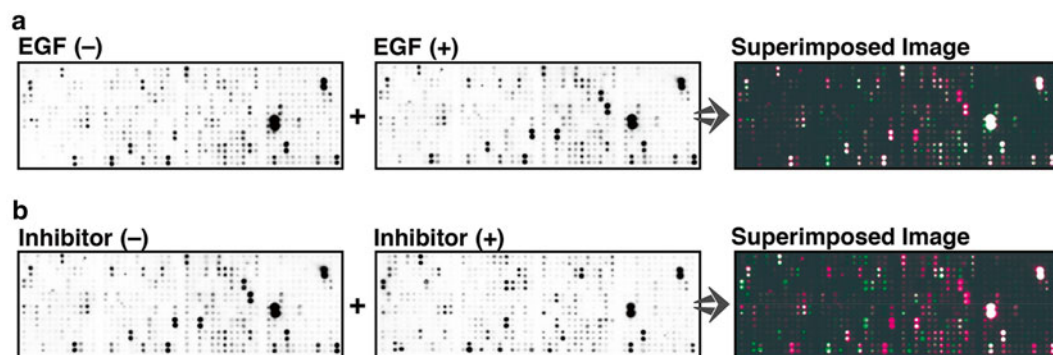 a
EGF (–) EGF (+) Superimposed Image
+
b
Inhibitor (–) Inhibitor (+) Superimposed Image
+